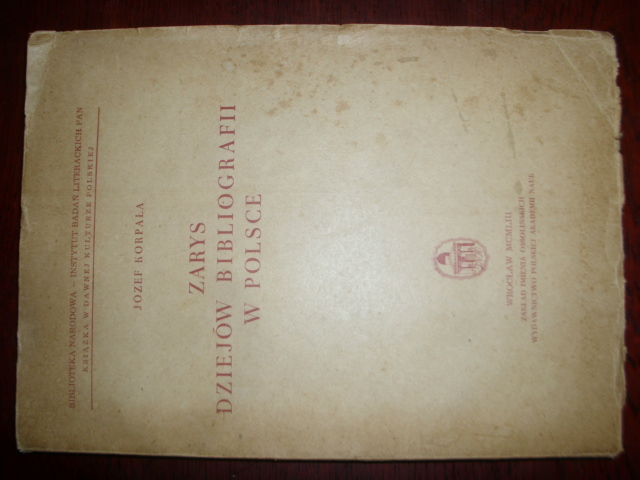 BIBLIOTEKA NARODOWA — INSTYTUT BADAŃ LITERACKICH PAN
KSIĄŻKA W DAWNEJ KULTURZE POLSKIEJ
JÓZEF KORPAŁA
ZARYS
DZIEJÓW BIBLIOGRAFII
W POLSCE
WROCŁAW MCMLIII
ZAKŁAD IMIENIA OSSOLIŃSKICH
WYDAWNICTWO POLSKIEJ AKADEMII NAUK